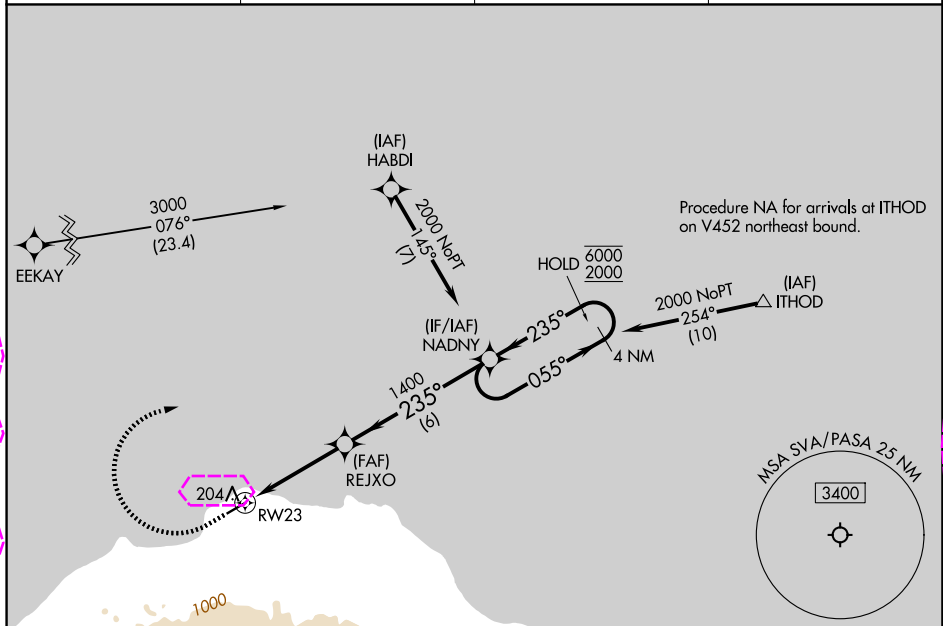 (IAF)
HABDI
3000
076°
(23.4)
EEKAY
2000 NoPT
145°
(7)
Procedure NA for arrivals at ITHOD
on V452 northeast bound.
HOLD 6000
2000
(IAF)
ITHOD
2000 NoPT
254°
(10)
(IF/IAF)
NADNY
235°
055°
4 NM
1400
235°
(6)
(FAF)
REJXO
204
RW23
MSA SVA/PASA 25 NM
3400
1000